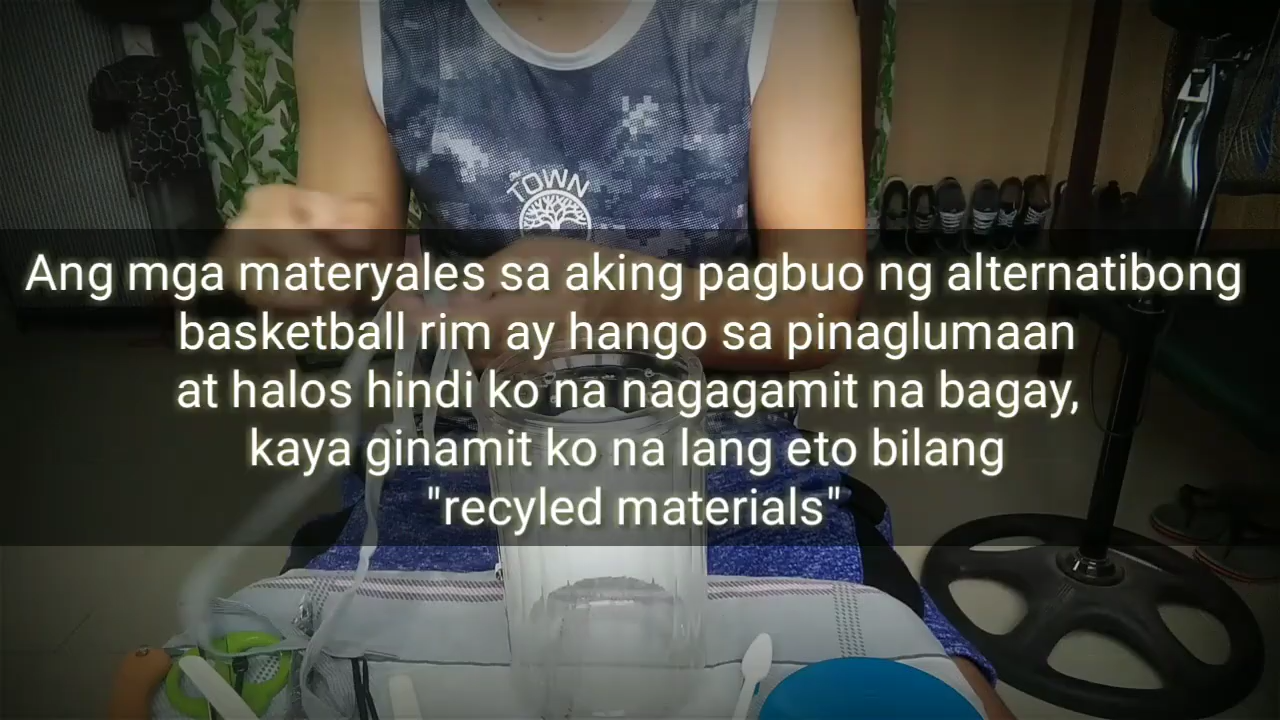 THE
TOWN
Ang mga materyales sa aking pagbuo ng alternatibong
basketball rim ay hango sa pinaglumaan
at halos hindi ko na nagagamit na bagay,
kaya ginamit ko na lang eto bilang
"recyled materials"